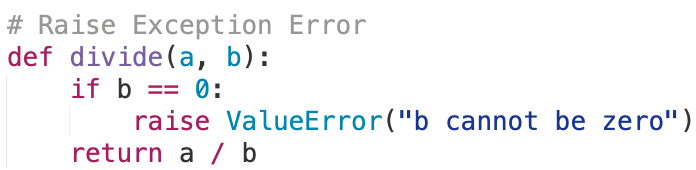 # Raise Exception Error
def divide(a, b):
    if b == 0:
        raise ValueError("b cannot be zero")
    return a / b